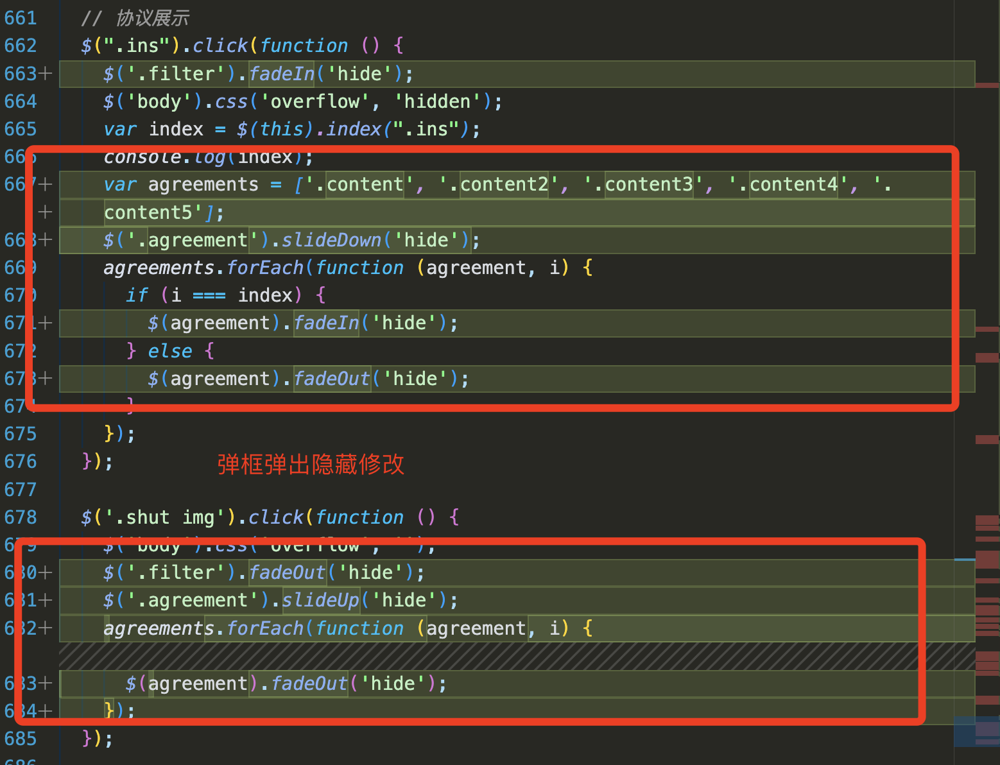 661 // 协议展示
662 $(".ins").click(function () {
663+ $('.filter').fadeIn('hide');
664 $('body').css('overflow', 'hidden');
665 var index = $(this).index(".ins");
666 console.log(index);
667+ var agreements = ['.content', '.content2', '.content3', '.content4', '.
+ content5'];
668+ $('.agreement').slideDown('hide');
669 agreements.forEach(function (agreement, i) {
670 if (i === index) {
671+ $(agreement).fadeIn('hide');
672 } else {
673+ $(agreement).fadeOut('hide');
674 }
675 });
676 });
弹框弹出隐藏修改
677
678 $('.shut img').click(function () {
679 $('body').css('overflow', '');
680+ $('.filter').fadeOut('hide');
681+ $('.agreement').slideUp('hide');
682+ agreements.forEach(function (agreement, i) {
683+ $(agreement).fadeOut('hide');
684+ });
685 });
686